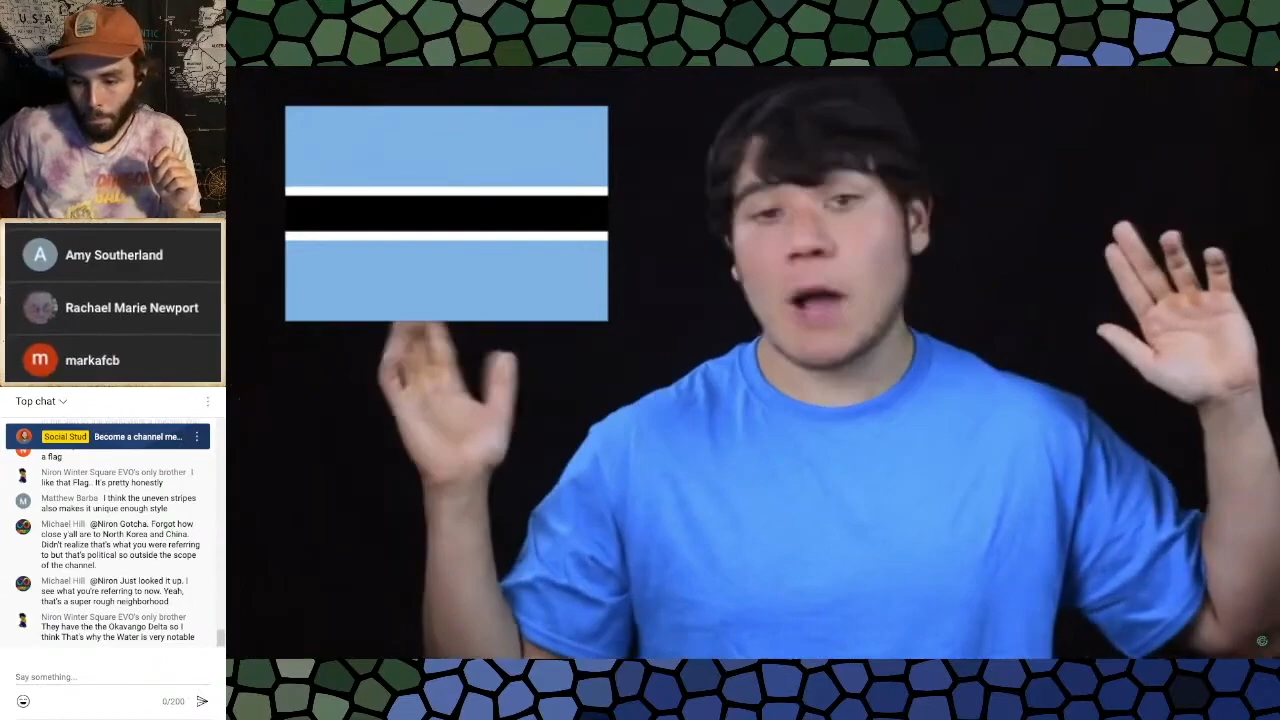 U.S.A
Amy Southerland
Rachael Marie Newport
m markafcb
A
Top chat
Social Stud Become a channel me...
a flag
Niron Winter Square EVO's only brother I
like that Flag.. It's pretty honestly
M Matthew Barba I think the uneven stripes
also makes it unique enough style
Michael Hill @Niron Gotcha. Forgot how
close y'all are to North Korea and China.
Didn't realize that's what you were referring
to but that's political so outside the scope
of the channel.
Michael Hill @Niron Just looked it up. I
see what you're referring to now. Yeah,
that's a super rough neighborhood
Niron Winter Square EVO's only brother
They have the the Okavango Delta so I
think That's why the Water is very notable
Say something...
0/200